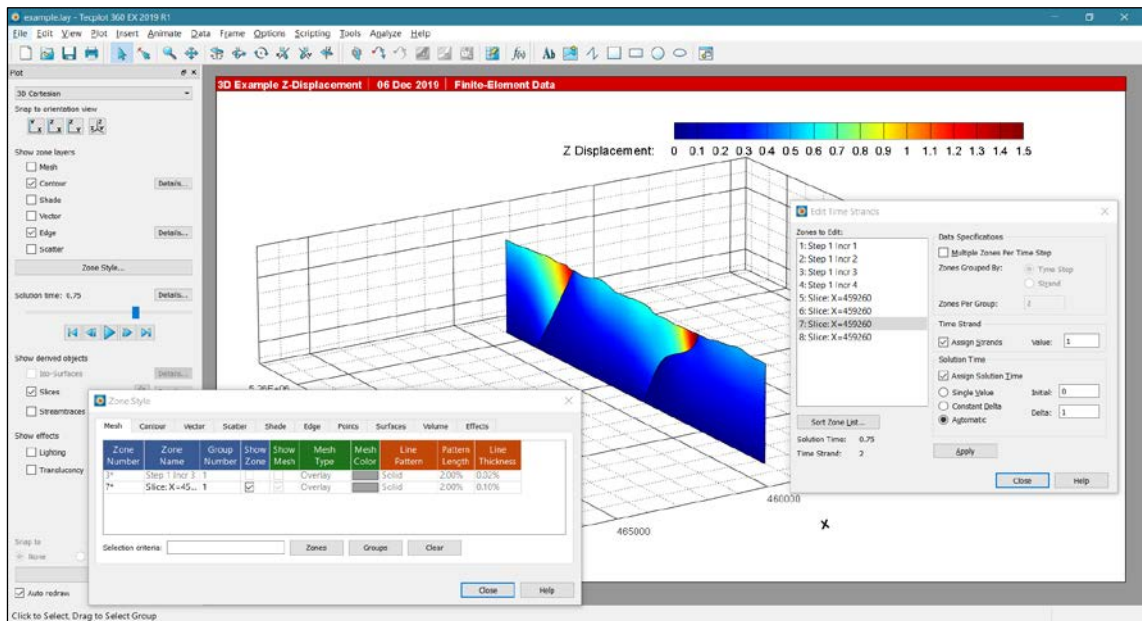 example.lay - Tecplot 360 EX 2019 R1
File Edit View Plot Insert Animate Data Frame Options Scripting Tools Analyze Help
Plot
3D Cartesian
Snap to orientation view
Show zone layers
Mesh
Contour Details...
Shade
Vector
Edge Details...
Scatter
Zone Style...
Solution time: 0.75 Details...
Show derived objects
Iso-Surfaces Details...
Slices
Streamtraces
Show effects
Lighting
Translucency
Snap to
None
Auto redraw
Click to Select, Drag to Select Group
3D Example Z-Displacement | 06 Dec 2019 | Finite-Element Data
Z Displacement: 0 0.1 0.2 0.3 0.4 0.5 0.6 0.7 0.8 0.9 1 1.1 1.2 1.3 1.4 1.5
5.26E+06
465000
460000
X
Zone Style
Mesh Contour Vector Scatter Shade Edge Points Surfaces Volume Effects
Zone Number Zone Name Group Number Show Zone Show Mesh Mesh Type Mesh Color Line Pattern Pattern Length Line Thickness
3* Step 1 Incr 3 1 Overlay Solid 2.00% 0.02%
7* Slice: X=45... 1 Overlay Solid 2.00% 0.10%
Selection criteria: Zones Groups Clear
Close Help
Edit Time Strands
Zones to Edit:
1: Step 1 Incr 1
2: Step 1 Incr 2
3: Step 1 Incr 3
4: Step 1 Incr 4
5: Slice: X=459260
6: Slice: X=459260
7: Slice: X=459260
8: Slice: X=459260
Sort Zone List...
Solution Time: 0.75
Time Strand: 2
Data Specifications
Multiple Zones Per Time Step
Zones Grouped By: Time Step
Strand
Zones Per Group: 2
Time Strand
Assign Strands Value: 1
Solution Time
Assign Solution Time
Single Value Initial: 0
Constant Delta Delta: 1
Automatic
Apply
Close Help